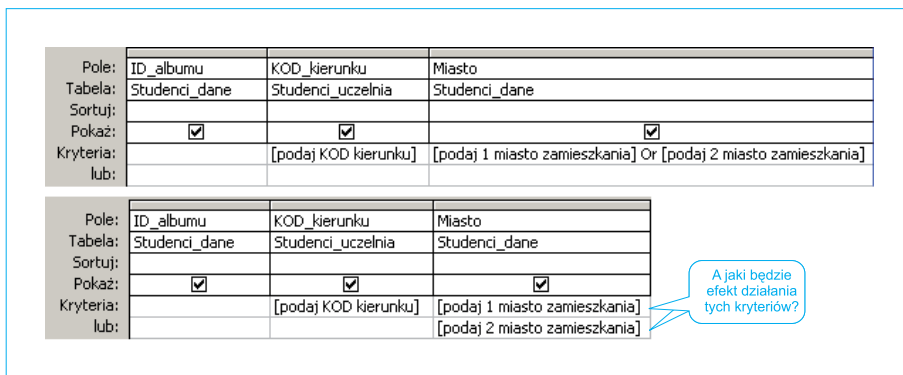 Pole: ID_albumu KOD_kierunku Miasto
Tabela: Studenci_dane Studenci_uczelnia Studenci_dane
Sortuj:
Pokaż:
Kryteria: [podaj KOD kierunku] [podaj 1 miasto zamieszkania] Or [podaj 2 miasto zamieszkania]
lub:
Pole: ID_albumu KOD_kierunku Miasto
Tabela: Studenci_dane Studenci_uczelnia Studenci_dane
Sortuj:
Pokaż:
Kryteria: [podaj KOD kierunku] [podaj 1 miasto zamieszkania]
lub: [podaj 2 miasto zamieszkania]
A jaki będzie
efekt działania
tych kryteriów?